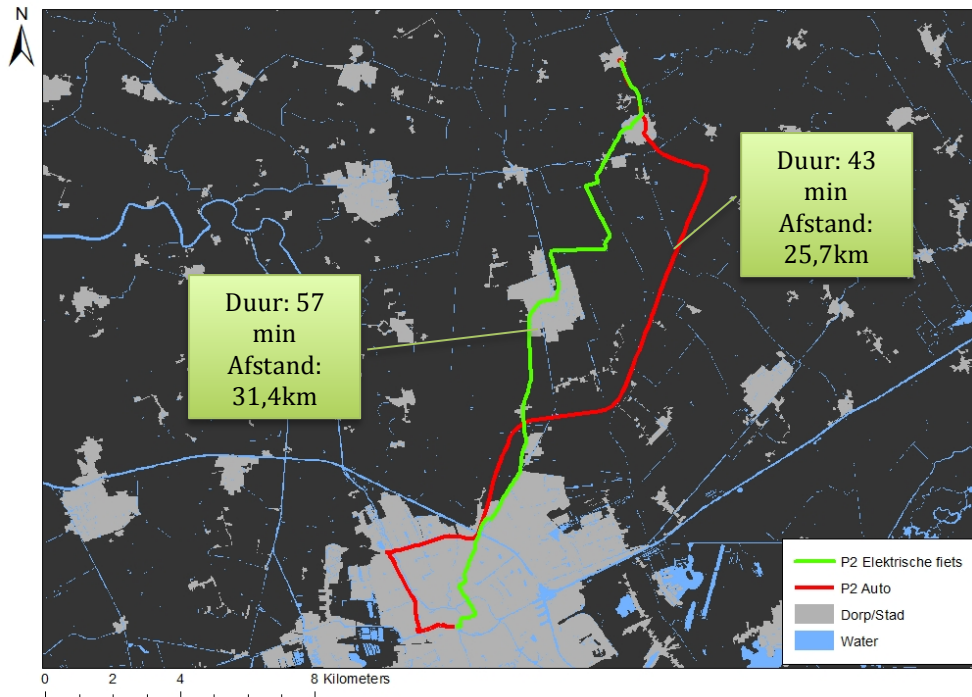 N
Duur: 43
min
Afstand:
25,7km
Duur: 57
min
Afstand:
31,4km
P2 Elektrische fiets
P2 Auto
Dorp/Stad
Water
0 2 4 8 Kilometers